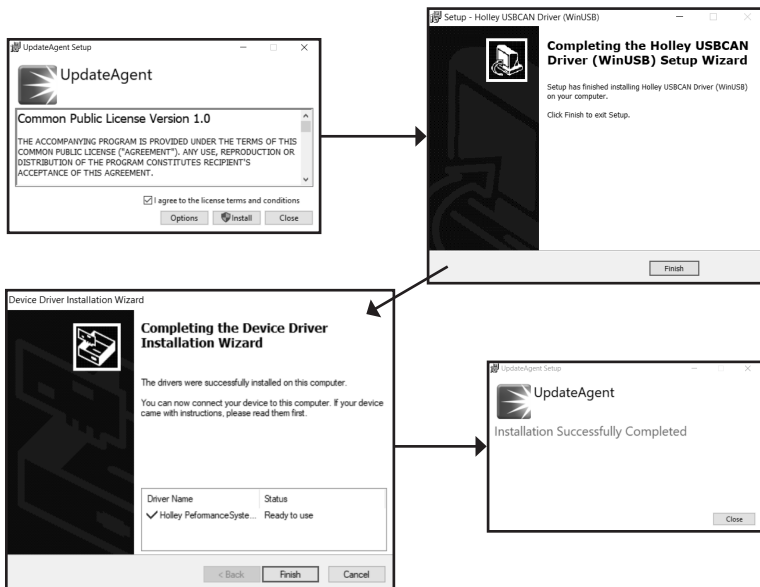 UpdateAgent Setup
UpdateAgent
Common Public License Version 1.0
THE ACCOMPANYING PROGRAM IS PROVIDED UNDER THE TERMS OF THIS
COMMON PUBLIC LICENSE ("AGREEMENT"). ANY USE, REPRODUCTION OR
DISTRIBUTION OF THE PROGRAM CONSTITUTES RECIPIENT'S
ACCEPTANCE OF THIS AGREEMENT.
I agree to the license terms and conditions
Options Install Close
Setup - Holley USBCAN Driver (WinUSB)
Completing the Holley USBCAN
Driver (WinUSB) Setup Wizard
Setup has finished installing Holley USBCAN Driver (WinUSB)
on your computer.
Click Finish to exit Setup.
Finish
Device Driver Installation Wizard
Completing the Device Driver
Installation Wizard
The drivers were successfully installed on this computer.
You can now connect your device to this computer. If your device
came with instructions, please read them first.
Driver Name Status
Holley PeformanceSyste... Ready to use
< Back Finish Cancel
UpdateAgent Setup
UpdateAgent
Installation Successfully Completed
Close